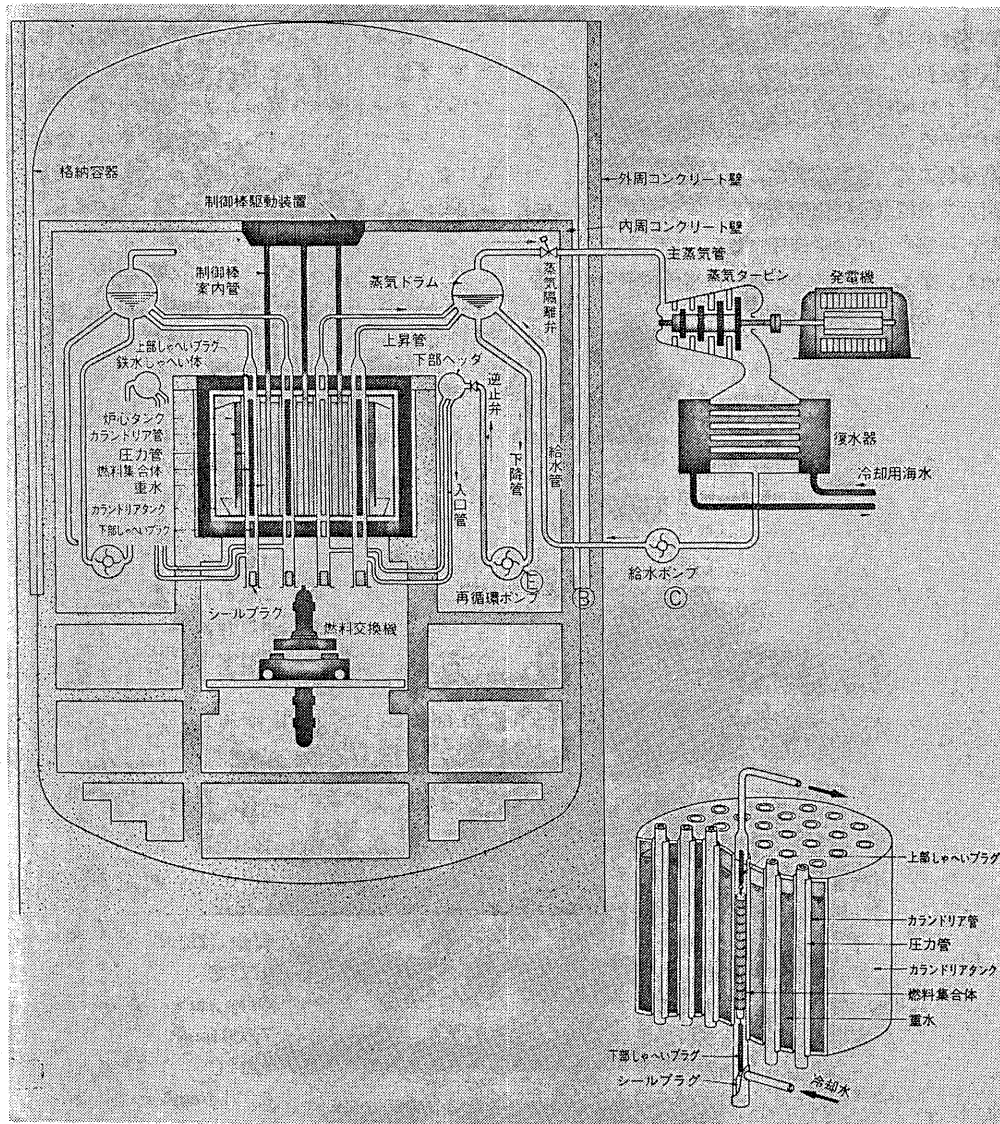 格納容器
外周コンクリート壁
制御棒駆動装置
内周コンクリート壁
主蒸気管
制御棒
案内管
蒸気ドラム
蒸気隔離弁
蒸気タービン
発電機
上昇管
上部しゃへいプラグ
鉄水しゃへい体
下部ヘッダ
逆止弁
炉心タンク
カランドリア管
圧力管
燃料集合体
重水
カランドリアタンク
下部しゃへいプラグ
入口管
下降管
給水管
復水器
冷却用海水
給水ポンプ
再循環ポンプ
Ⓔ
Ⓑ
Ⓒ
シールプラグ
燃料交換機
上部しゃへいプラグ
カランドリア管
圧力管
カランドリアタンク
燃料集合体
重水
下部しゃへいプラグ
シールプラグ
冷却水